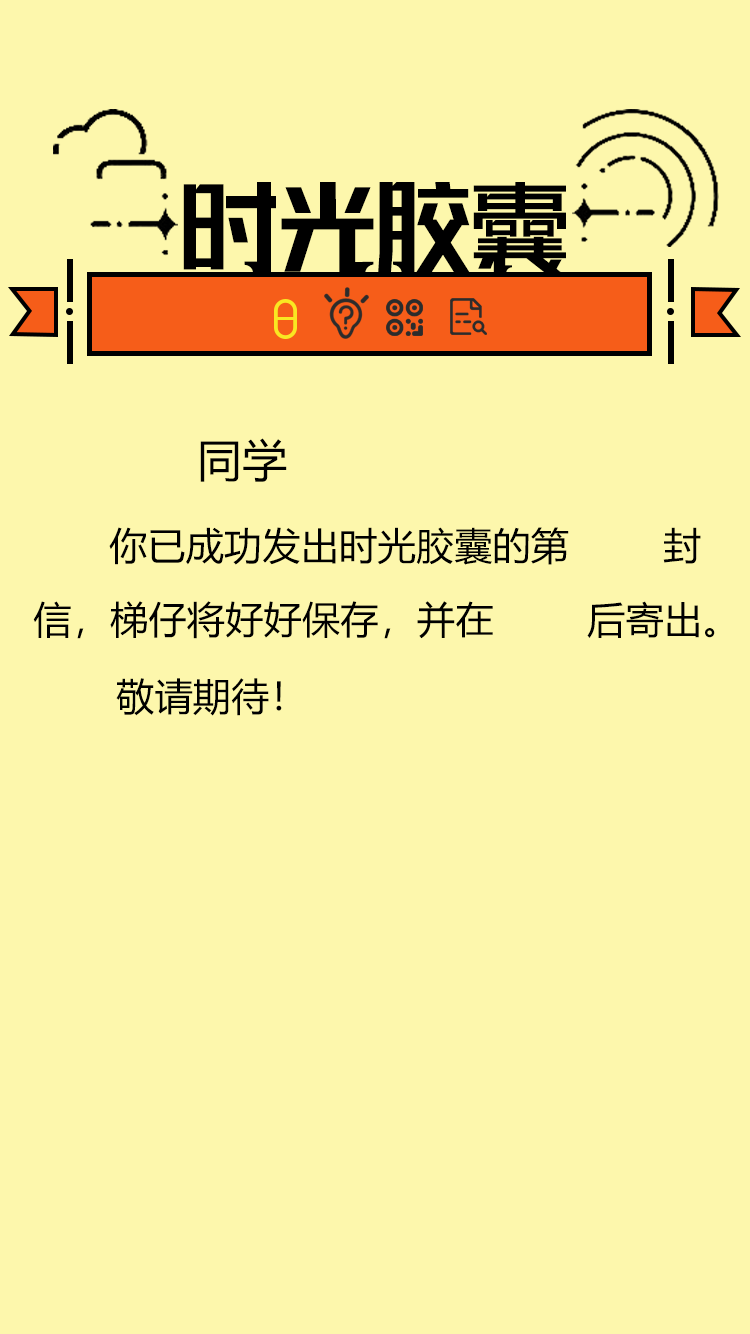 时光胶囊
同学
你已成功发出时光胶囊的第 封
信，梯仔将好好保存，并在 后寄出。
敬请期待！